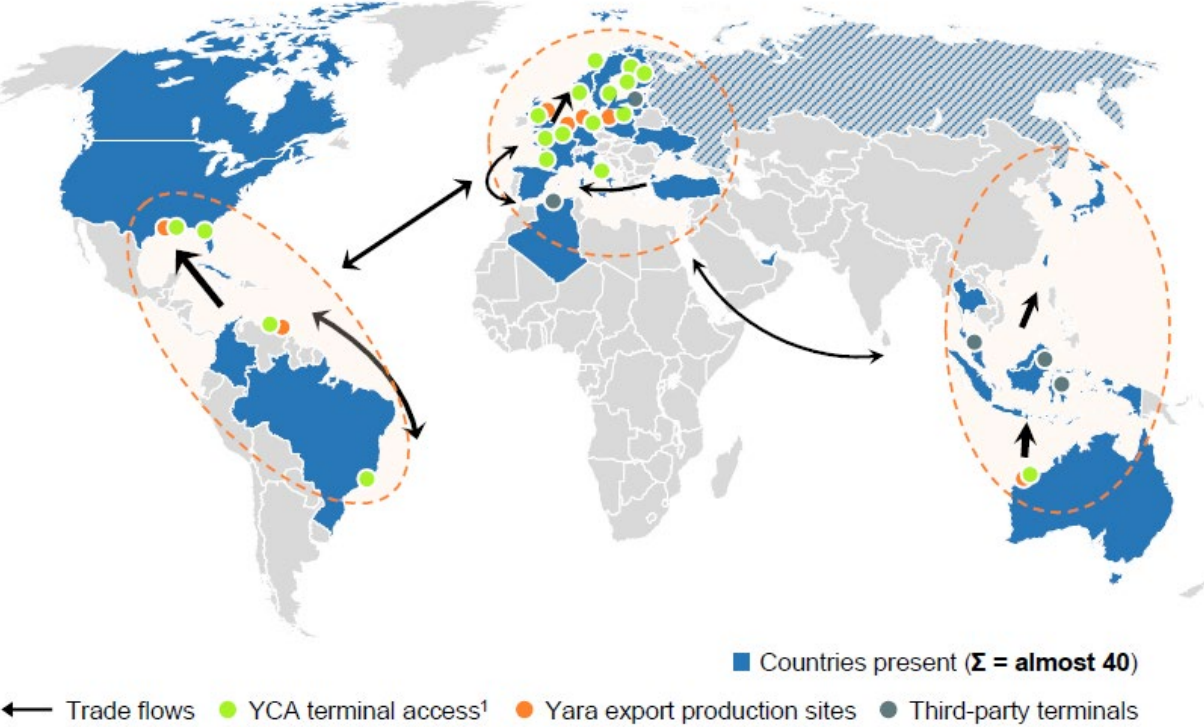 Countries present (Σ = almost 40)
Trade flows YCA terminal access¹ Yara export production sites Third-party terminals